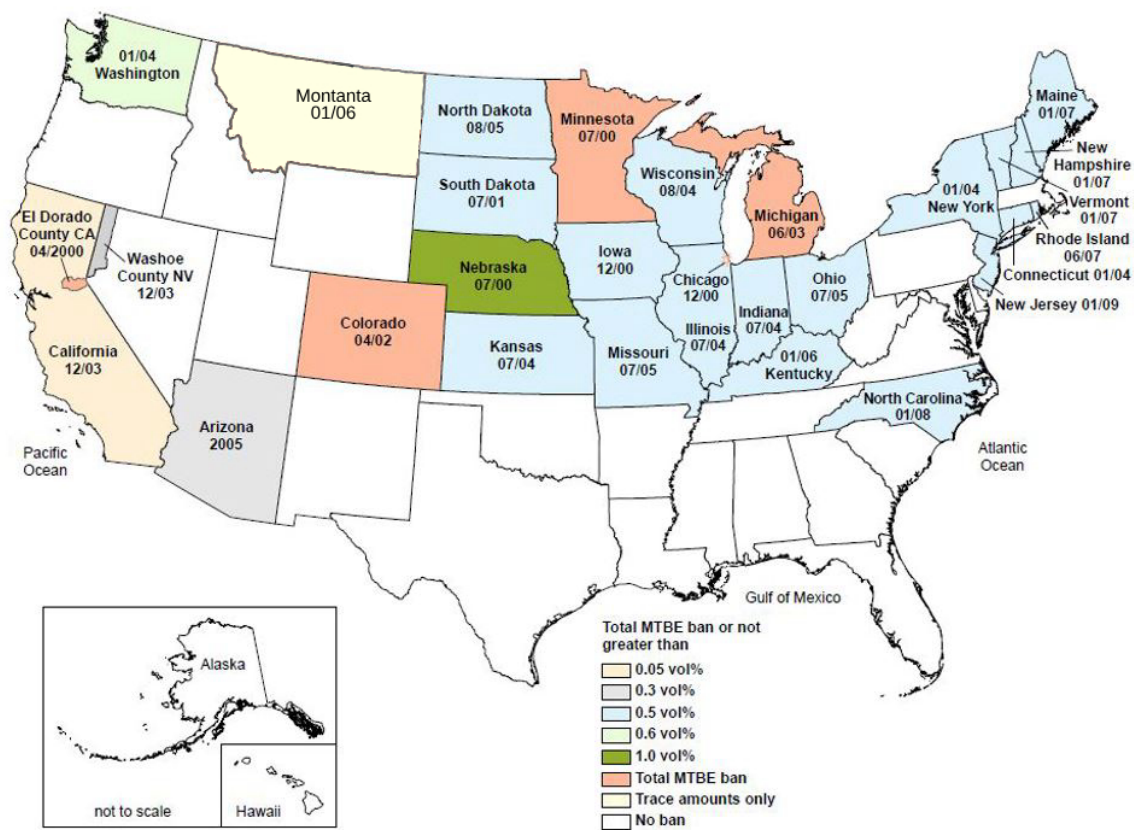 01/04
Washington
Montanta
01/06
North Dakota
08/05
Minnesota
07/00
Maine
01/07
New
Hampshire
01/07
Vermont
01/07
Rhode Island
06/07
Connecticut 01/04
New Jersey 01/09
01/04
New York
Wisconsin
08/04
South Dakota
07/01
Michigan
06/03
El Dorado
County CA
04/2000
Washoe
County NV
12/03
Nebraska
07/00
Iowa
12/00
Chicago
12/00
Ohio
07/05
Indiana
07/04
Illinois
07/04
Colorado
04/02
Kansas
07/04
Missouri
07/05
01/06
Kentucky
California
12/03
North Carolina
01/08
Arizona
2005
Pacific
Ocean
Atlantic
Ocean
Gulf of Mexico
Alaska
not to scale
Hawaii
Total MTBE ban or not
greater than
0.05 vol%
0.3 vol%
0.5 vol%
0.6 vol%
1.0 vol%
Total MTBE ban
Trace amounts only
No ban